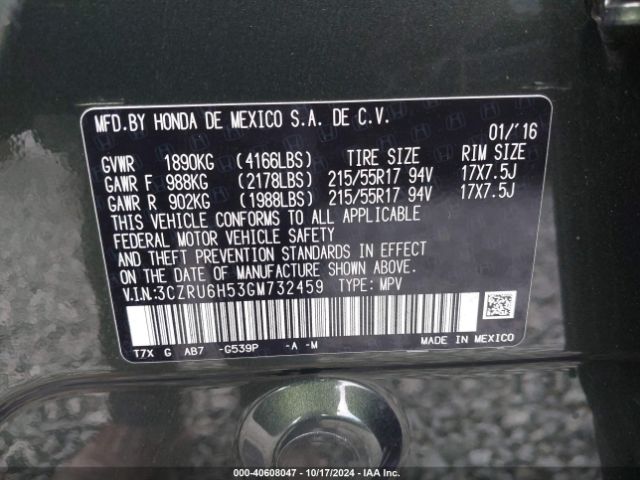 MFD.BY HONDA DE MEXICO S.A. DE C.V.
01/'16
GVWR 1890KG (4166LBS) TIRE SIZE RIM SIZE
GAWR F 988KG (2178LBS) 215/55R17 94V 17X7.5J
GAWR R 902KG (1988LBS) 215/55R17 94V 17X7.5J
THIS VEHICLE CONFORMS TO ALL APPLICABLE
FEDERAL MOTOR VEHICLE SAFETY
AND THEFT PREVENTION STANDARDS IN EFFECT
ON THE DATE OF MANUFACTURE SHOWN ABOVE.
V.I.N.:3CZRU6H53GM732459 TYPE: MPV
T7X G AB7 -G539P -A -M
MADE IN MEXICO
000-40608047 | 10/17/2024 | IAA Inc.